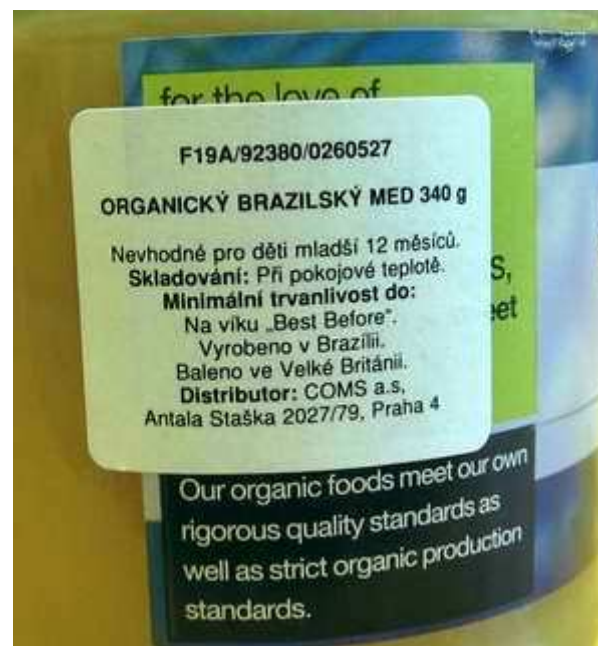 for the love of
F19A/92380/0260527
ORGANICKÝ BRAZILSKÝ MED 340 g
Nevhodné pro děti mladší 12 měsíců.
Skladování: Při pokojové teplotě.
Minimální trvanlivost do:
Na víku „Best Before".
Vyrobeno v Brazílii.
Baleno ve Velké Británii.
Distributor: COMS a.s,
Antala Staška 2027/79, Praha 4
Our organic foods meet our own
rigorous quality standards as
well as strict organic production
standards.